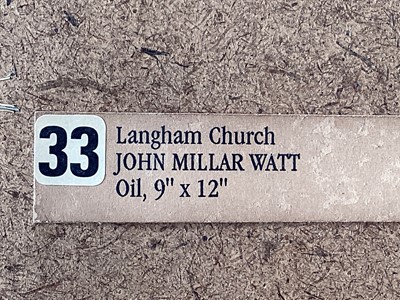 33
Langham Church
JOHN MILLAR WATT
Oil, 9" x 12"